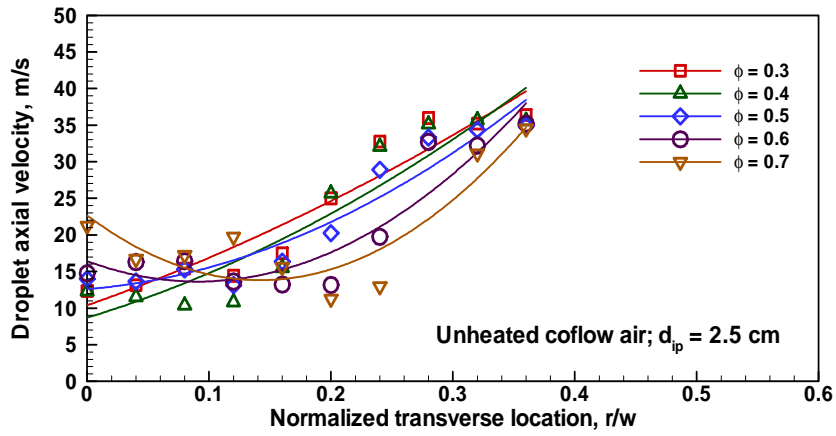 50
45
40
35
30
25
20
15
10
5
0
Droplet axial velocity, m/s
ϕ = 0.3
ϕ = 0.4
ϕ = 0.5
ϕ = 0.6
ϕ = 0.7
Unheated coflow air; d_ip = 2.5 cm
0 0.1 0.2 0.3 0.4 0.5 0.6
Normalized transverse location, r/w